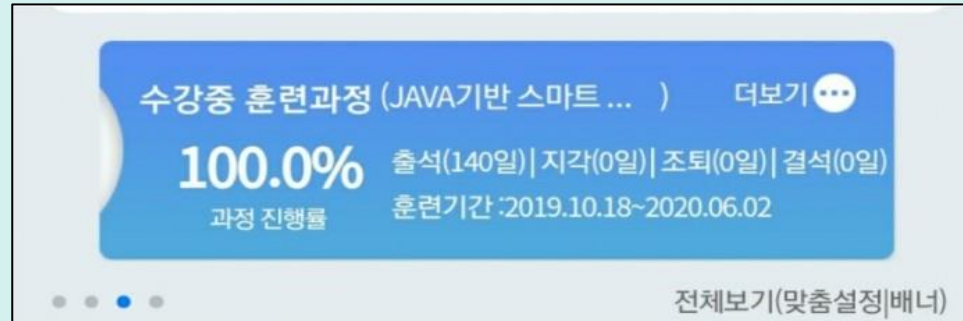 수강중 훈련과정 (JAVA기반 스마트 ... ) 더보기
100.0% 출석(140일)|지각(0일)|조퇴(0일)|결석(0일)
과정 진행률 훈련기간 :2019.10.18~2020.06.02
전체보기(맞춤설정|배너)